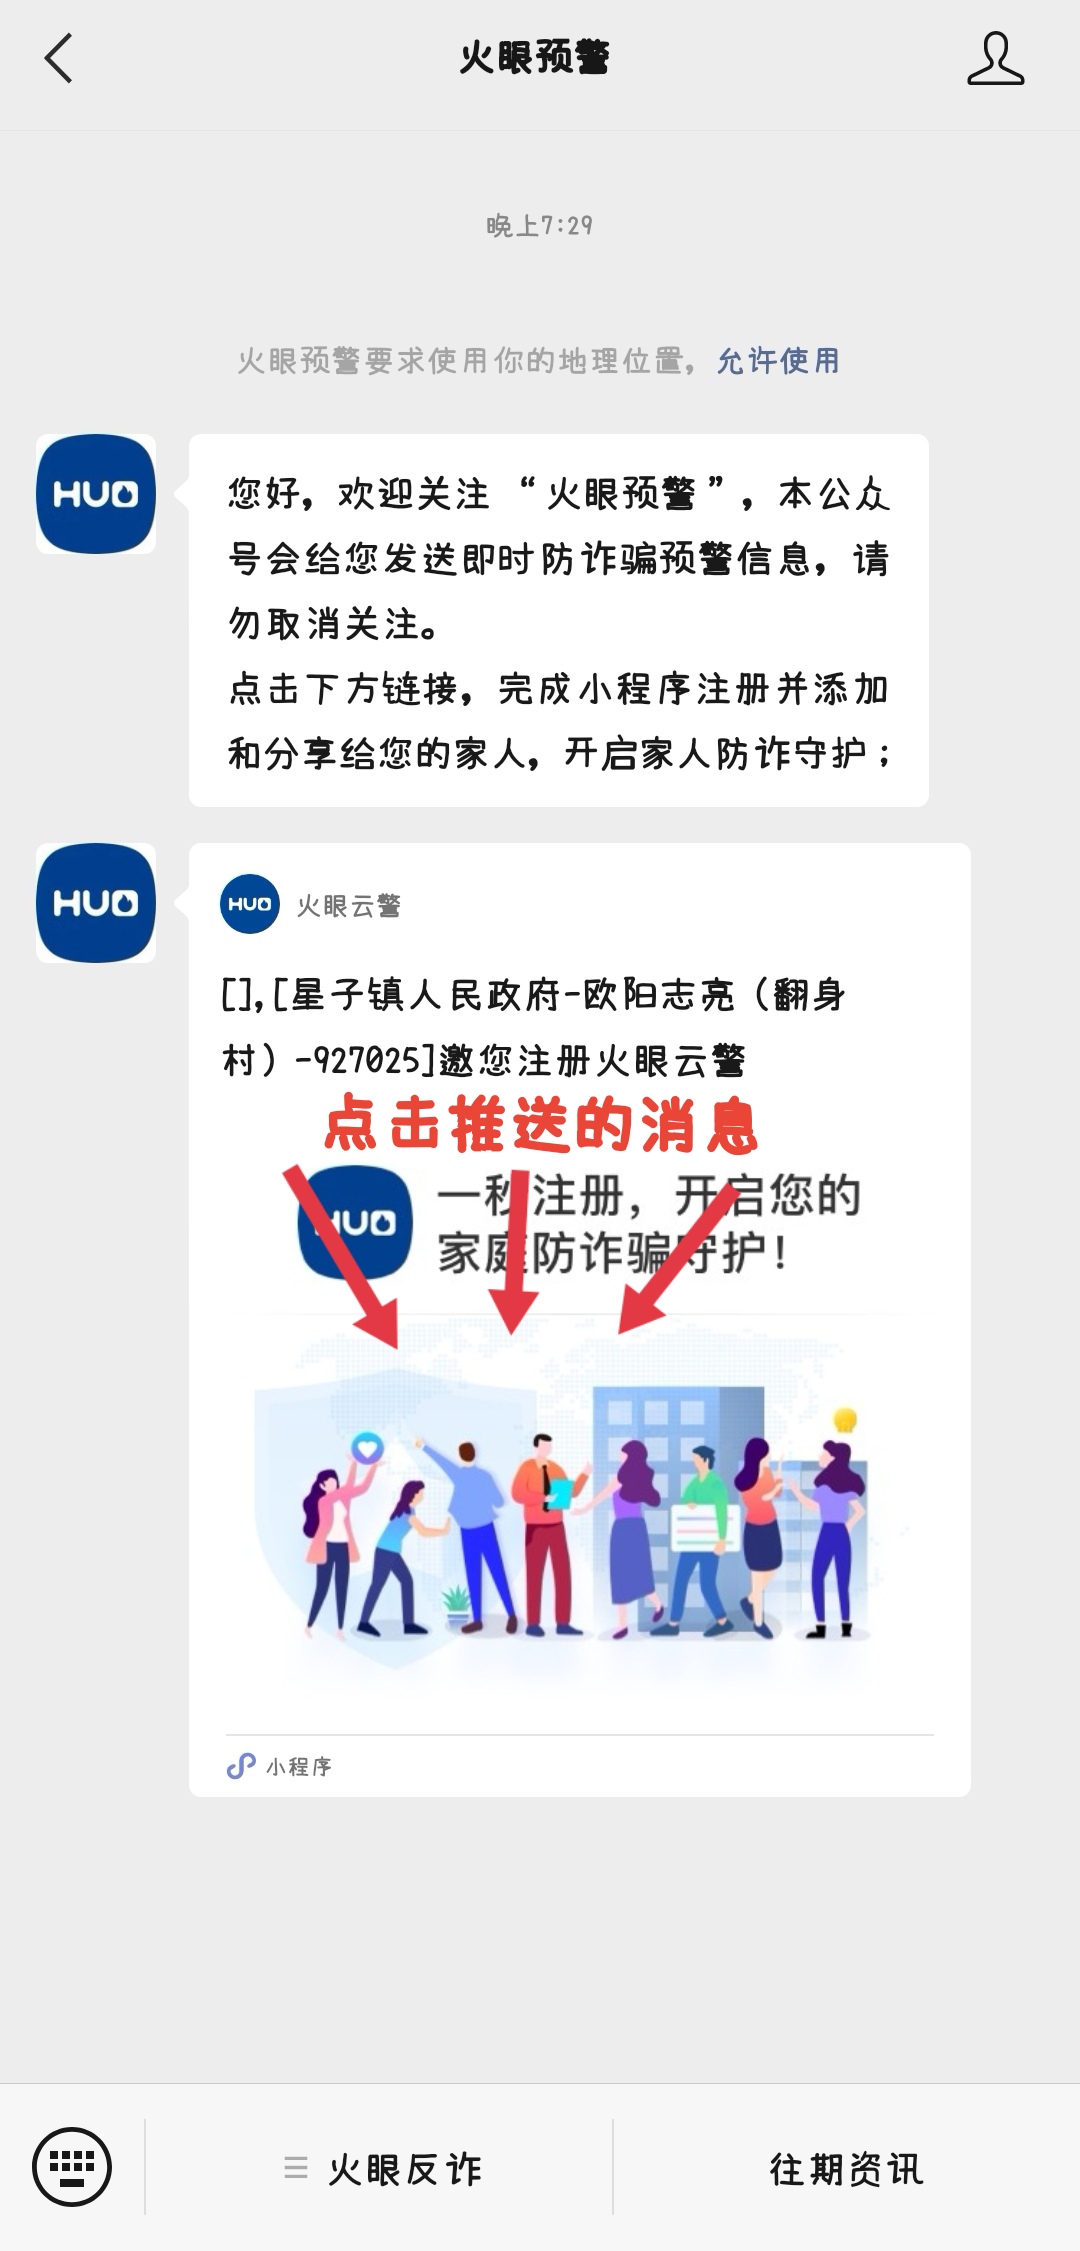 火眼预警
晚上7:29
火眼预警要求使用你的地理位置，允许使用
HUO
您好，欢迎关注“火眼预警”，本公众
号会给您发送即时防诈骗预警信息，请
勿取消关注。
点击下方链接，完成小程序注册并添加
和分享给您的家人，开启家人防诈守护；
HUO
HUO 火眼云警
[],[星子镇人民政府-欧阳志亮（翻身
村）-927025]邀您注册火眼云警
点击推送的消息
HUO
一秒注册，开启您的
家庭防诈骗守护！
小程序
火眼反诈
往期资讯